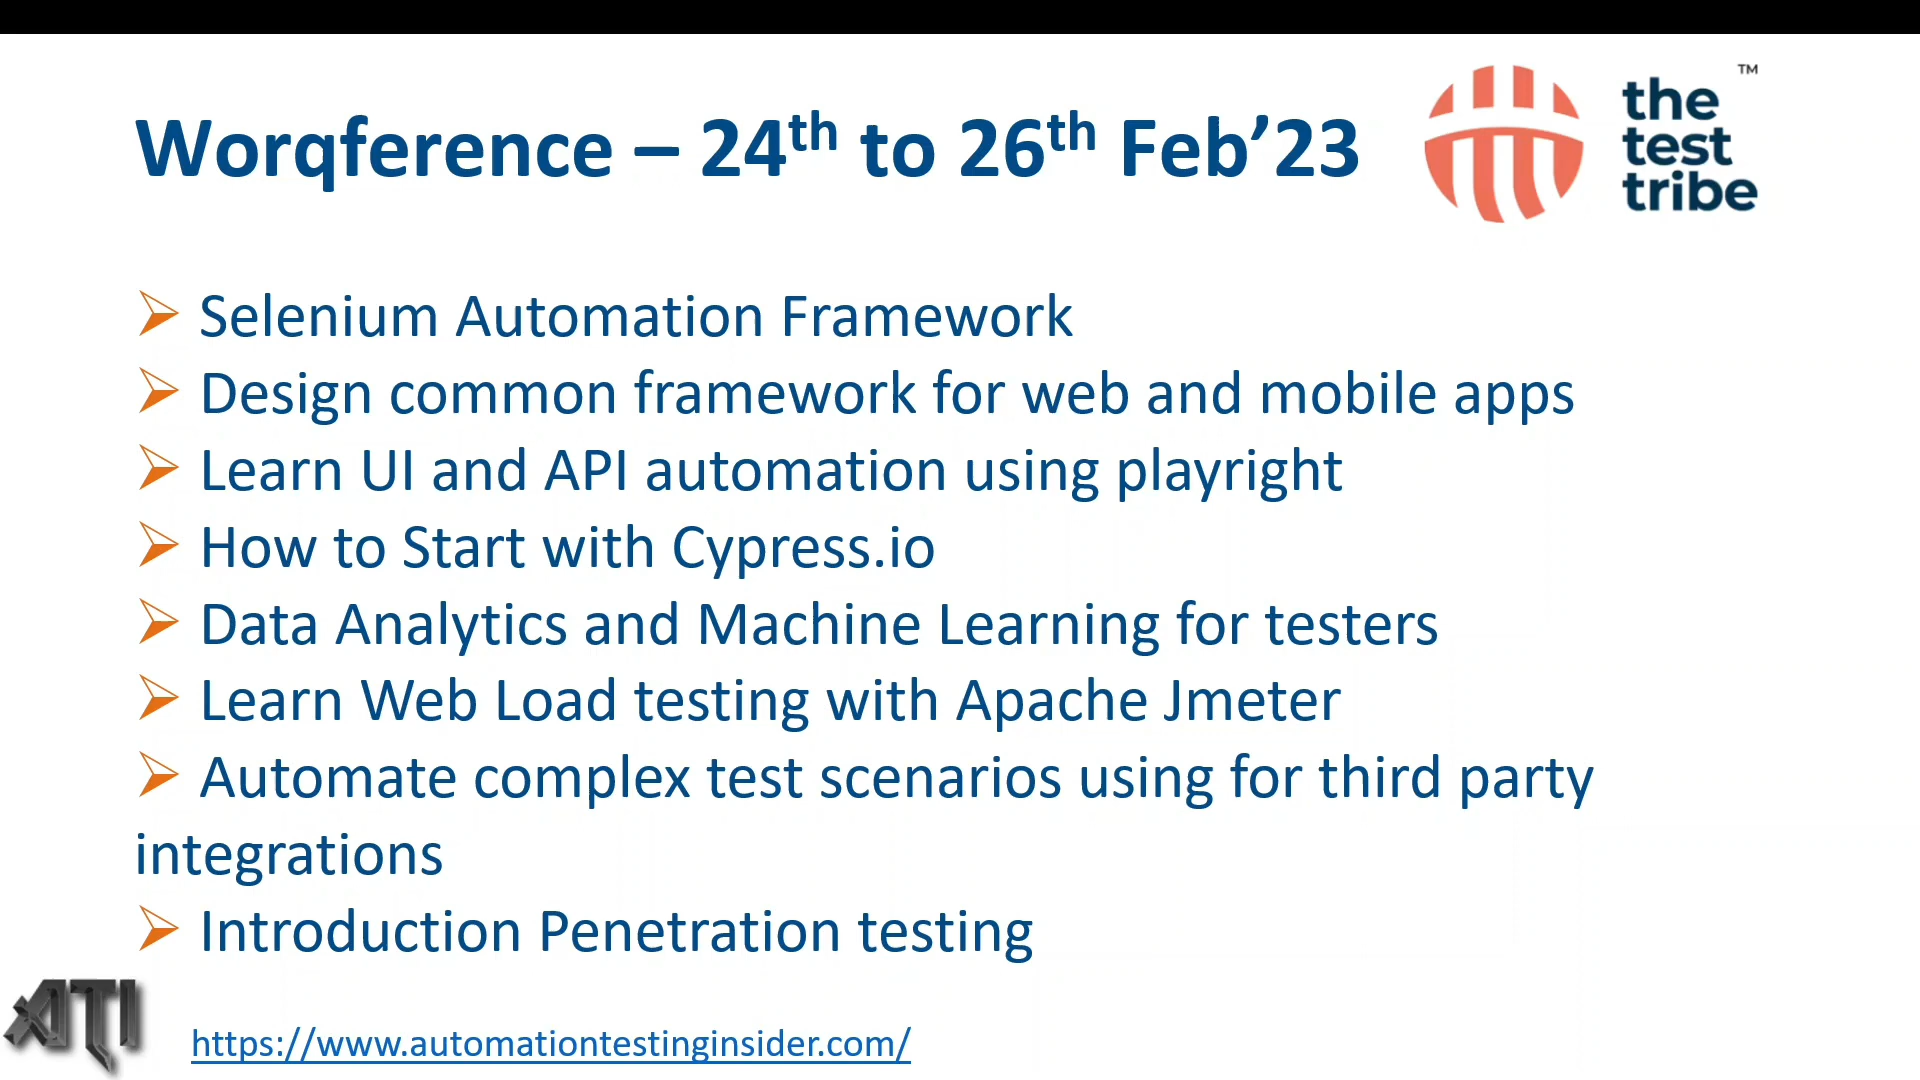 Worqference – 24th to 26th Feb’23
the
test
tribe
TM
Selenium Automation Framework
Design common framework for web and mobile apps
Learn UI and API automation using playright
How to Start with Cypress.io
Data Analytics and Machine Learning for testers
Learn Web Load testing with Apache Jmeter
Automate complex test scenarios using for third party
integrations
Introduction Penetration testing
ATI
https://www.automationtestinginsider.com/